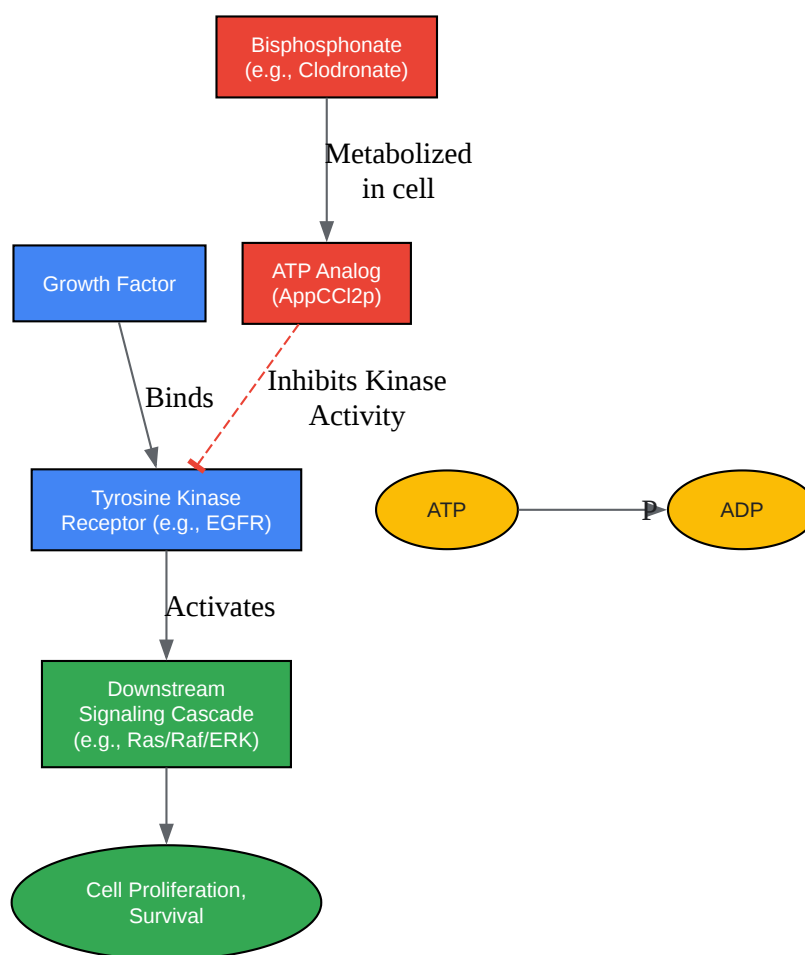 Bisphosphonate
(e.g., Clodronate)
Metabolized
in cell
Growth Factor
ATP Analog
(AppCCl2p)
Binds
Inhibits Kinase
Activity
Tyrosine Kinase
Receptor (e.g., EGFR)
ATP
P
ADP
Activates
Downstream
Signaling Cascade
(e.g., Ras/Raf/ERK)
Cell Proliferation,
Survival